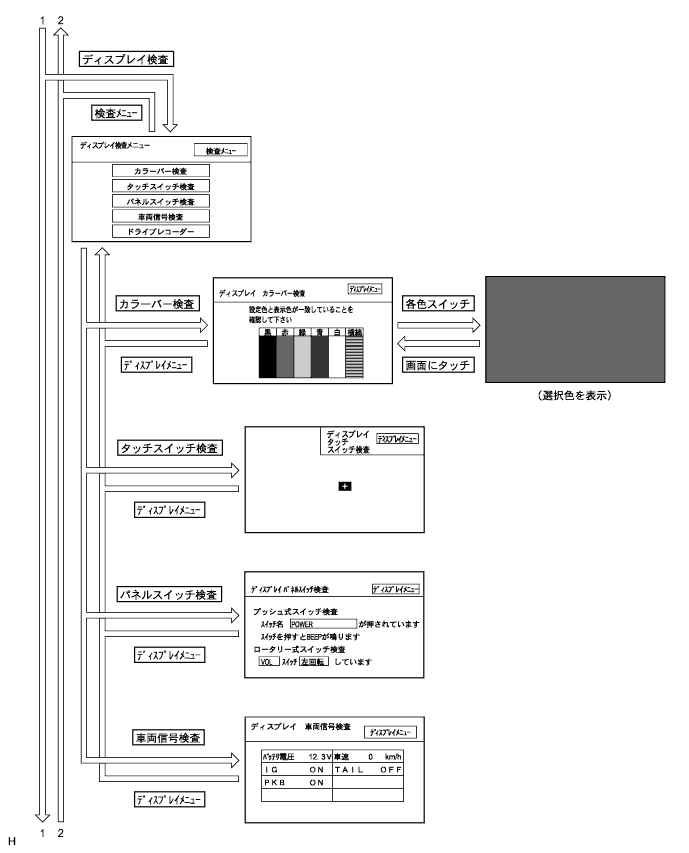 1 2
ディスプレイ検査
検査ﾒﾆｭｰ
ディスプレイ検査メニュー
検査ﾒﾆｭｰ
カラーバー検査
タッチスイッチ検査
パネルスイッチ検査
車両信号検査
ドライブレコーダー
カラーバー検査
ディスプレイ カラーバー検査
ﾃﾞｨｽﾌﾟﾚｲﾒﾆｭｰ
設定色と表示色が一致していることを
確認して下さい
黒 赤 緑 青 白 横縞
各色スイッチ
ﾃﾞｨｽﾌﾟﾚｲﾒﾆｭｰ
画面にタッチ
(選択色を表示)
タッチスイッチ検査
ディスプレイ
タッチ
スイッチ検査
ﾃﾞｨｽﾌﾟﾚｲﾒﾆｭｰ
+
ﾃﾞｨｽﾌﾟﾚｲﾒﾆｭｰ
パネルスイッチ検査
ﾃﾞｨｽﾌﾟﾚｲﾊﾟﾈﾙｽｲｯﾁ検査
ﾃﾞｨｽﾌﾟﾚｲﾒﾆｭｰ
プッシュ式スイッチ検査
ｽｲｯﾁ名 POWER が押されています
ｽｲｯﾁを押すとBEEPが鳴ります
ロータリー式スイッチ検査
VOL ｽｲｯﾁ 左回転 しています
ﾃﾞｨｽﾌﾟﾚｲﾒﾆｭｰ
車両信号検査
ディスプレイ 車両信号検査
ﾃﾞｨｽﾌﾟﾚｲﾒﾆｭｰ
ﾊﾞｯﾃﾘ電圧 12.3V 車速 0 km/h
IG ON TAIL OFF
PKB ON
ﾃﾞｨｽﾌﾟﾚｲﾒﾆｭｰ
1 2
H